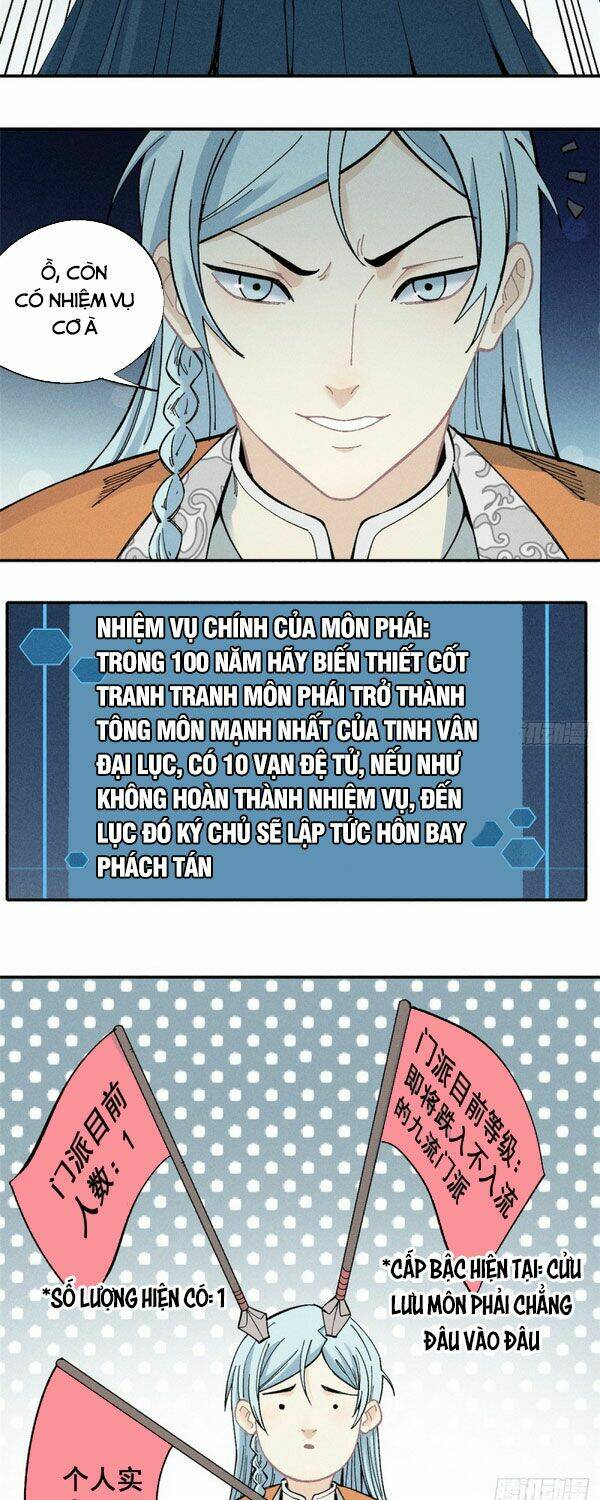 Ồ, CÒN
CÓ NHIỆM VỤ
CƠ À
NHIỆM VỤ CHÍNH CỦA MÔN PHÁI:
TRONG 100 NĂM HÃY BIẾN THIẾT CỐT
TRANH TRANH MÔN PHÁI TRỞ THÀNH
TÔNG MÔN MẠNH NHẤT CỦA TINH VÂN
ĐẠI LỤC, CÓ 10 VẠN ĐỆ TỬ, NẾU NHƯ
KHÔNG HOÀN THÀNH NHIỆM VỤ, ĐẾN
LỤC ĐÓ KÝ CHỦ SẼ LẬP TỨC HỒN BAY
PHÁCH TÁN
门派目前
人数：1
门派目前等级：
即将跌入不入流
的九流门派
*SỐ LƯỢNG HIỆN CÓ: 1
*CẤP BẬC HIỆN TẠI: CỬU
LƯU MÔN PHÁI CHẲNG
ĐÂU VÀO ĐÂU
个人实